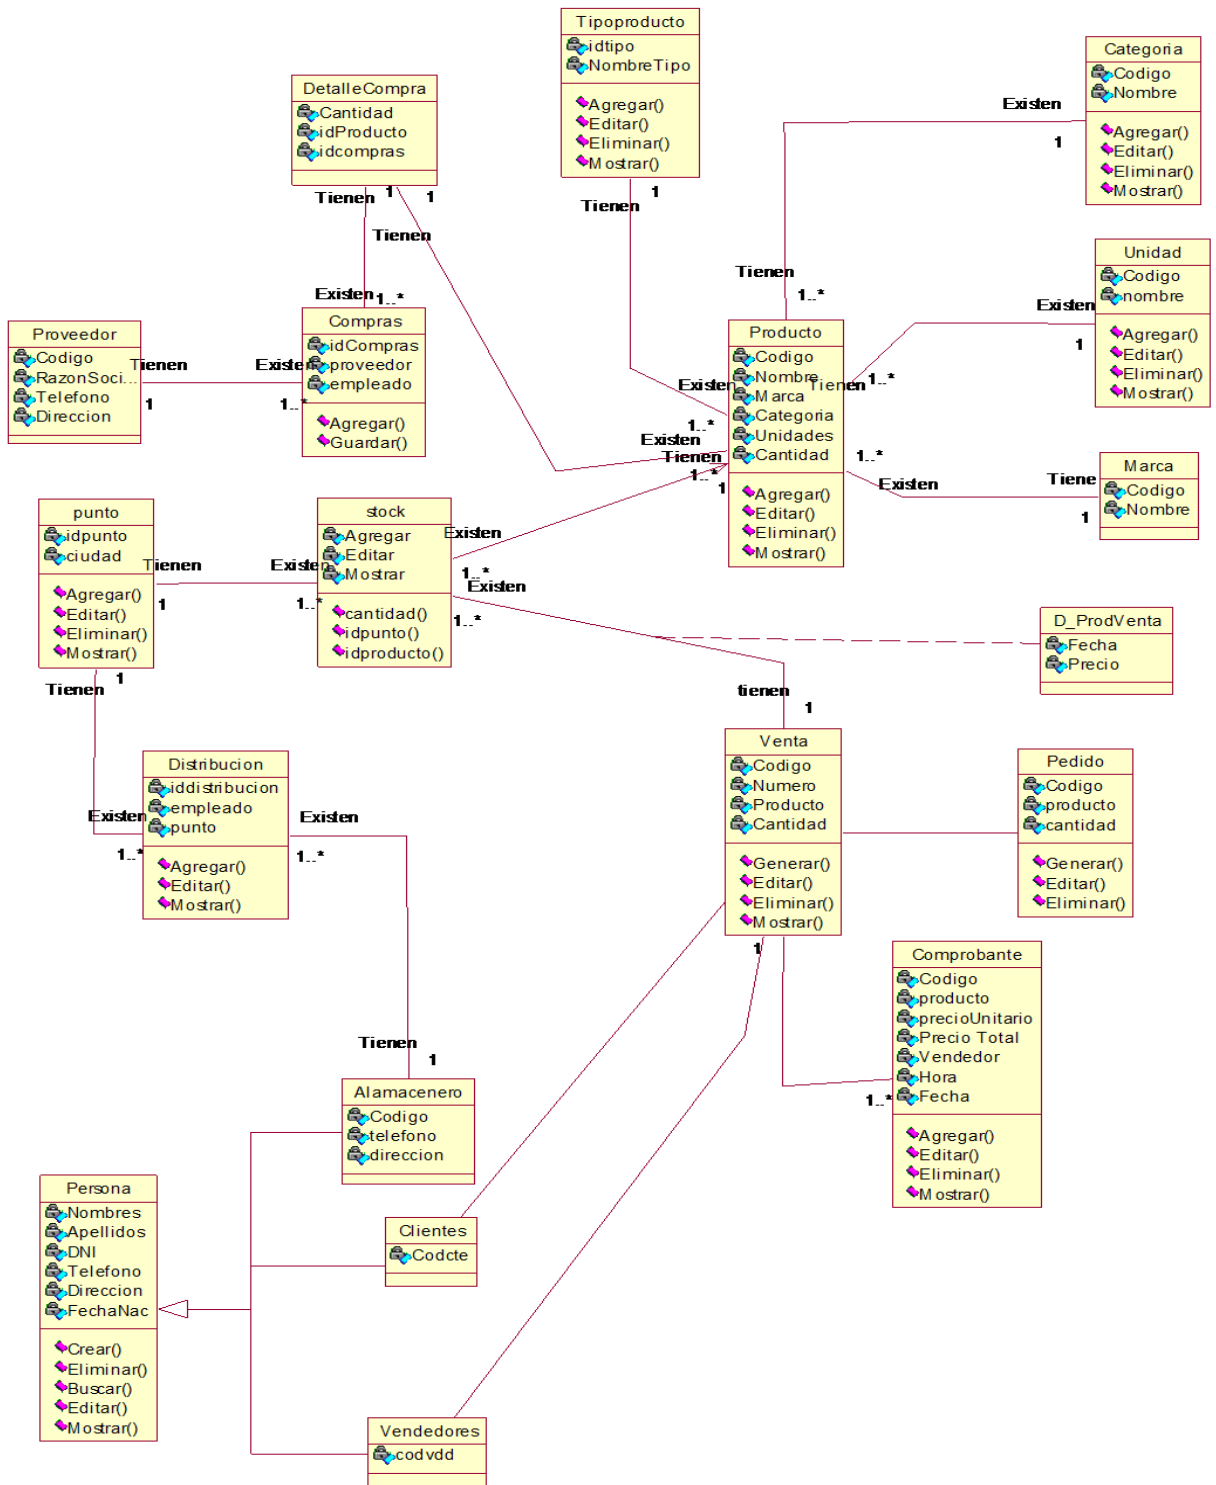 Tipoproducto
idtipo
NombreTipo
Agregar()
Editar()
Eliminar()
Mostrar()
Tienen
1
Existen
1..*
Categoria
Codigo
Nombre
Agregar()
Editar()
Eliminar()
Mostrar()
Existen
1
Tienen
1..*
DetalleCompra
Cantidad
idProducto
idcompras
Tienen
1
1
Tienen
Existen
1..*
Unidad
Codigo
nombre
Agregar()
Editar()
Eliminar()
Mostrar()
Existen
1
Tienen
1..*
Proveedor
Codigo
RazonSoci...
Telefono
Direccion
Tienen
1
Existen
1..*
Compras
idCompras
proveedor
empleado
Agregar()
Guardar()
Producto
Codigo
Nombre
Marca
Categoria
Unidades
Cantidad
Agregar()
Editar()
Eliminar()
Mostrar()
Existen
Tienen
1..*
1
1..*
Existen
Tiene
1
Marca
Codigo
Nombre
punto
idpunto
ciudad
Agregar()
Editar()
Eliminar()
Mostrar()
Tienen
1
Existen
1..*
stock
Agregar
Editar
Mostrar
cantidad()
idpunto()
idproducto()
Existen
1..*
Existen
1..*
D_ProdVenta
Fecha
Precio
Tienen
1
tienen
1
Distribucion
iddistribucion
empleado
punto
Agregar()
Editar()
Mostrar()
Existen
1..*
Existen
1..*
Venta
Codigo
Numero
Producto
Cantidad
Generar()
Editar()
Eliminar()
Mostrar()
1
Pedido
Codigo
producto
cantidad
Generar()
Editar()
Eliminar()
Comprobante
Codigo
producto
precioUnitario
Precio Total
Vendedor
Hora
Fecha
Agregar()
Editar()
Eliminar()
Mostrar()
1..*
Tienen
1
Alamacenero
Codigo
telefono
direccion
Persona
Nombres
Apellidos
DNI
Telefono
Direccion
FechaNac
Crear()
Eliminar()
Buscar()
Editar()
Mostrar()
Clientes
Codcte
Vendedores
codvdd